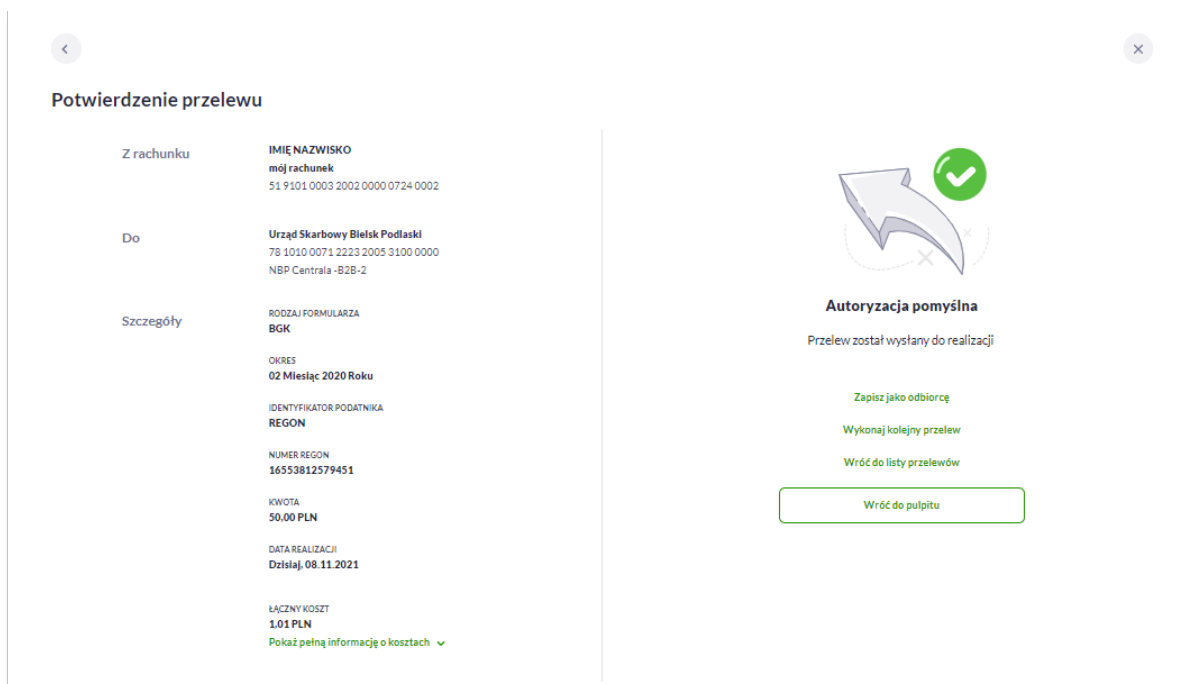 Potwierdzenie przelewu
Z rachunku
IMIĘ NAZWISKO
mój rachunek
51 9101 0003 2002 0000 0724 0002
Do
Urząd Skarbowy Bielsk Podlaski
78 1010 0071 2223 2005 3100 0000
NBP Centrala -B2B-2
Szczegóły
RODZAJ FORMULARZA
BGK
OKRES
02 Miesiąc 2020 Roku
IDENTYFIKATOR PODATNIKA
REGON
NUMER REGON
16553812579451
KWOTA
50,00 PLN
DATA REALIZACJI
Dzisiaj, 08.11.2021
ŁĄCZNY KOSZT
1,01 PLN
Pokaż pełną informację o kosztach
Autoryzacja pomyślna
Przelew został wysłany do realizacji
Zapisz jako odbiorcę
Wykonaj kolejny przelew
Wróć do listy przelewów
Wróć do pulpitu